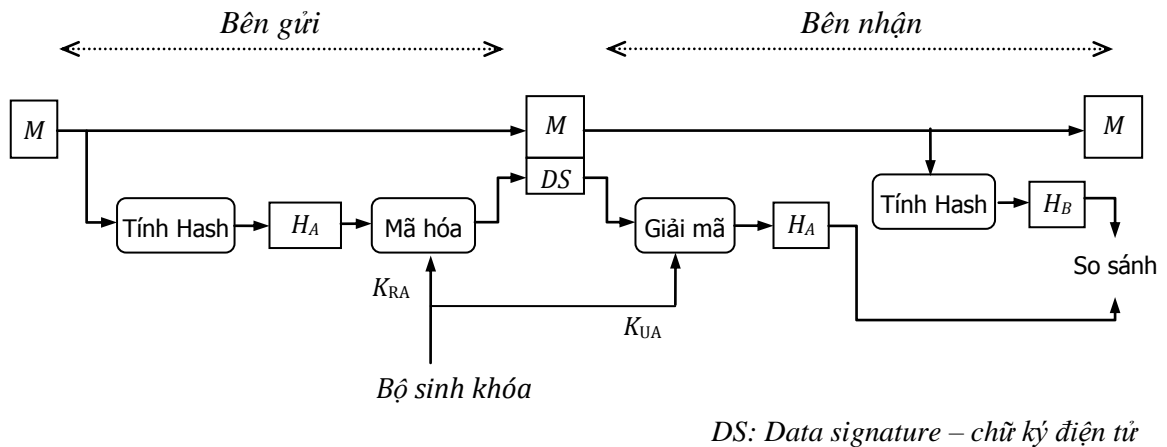 Bên gửi
Bên nhận
M
M
M
DS
Tính Hash
H_A
Mã hóa
Giải mã
H_A
Tính Hash
H_B
So sánh
K_RA
K_UA
Bộ sinh khóa
DS: Data signature – chữ ký điện tử